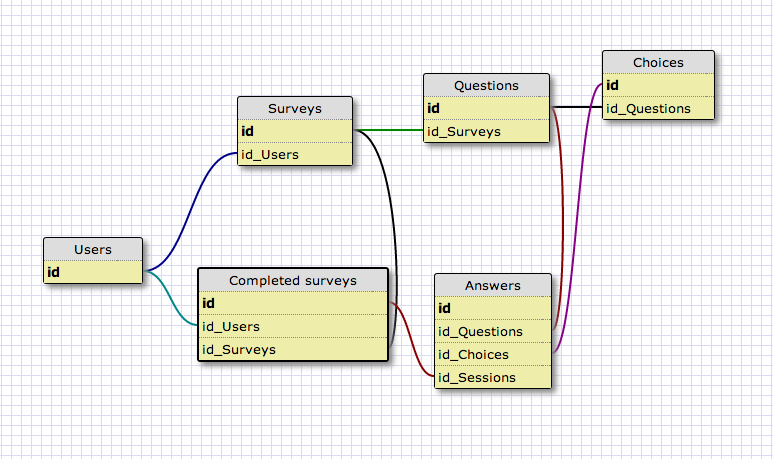 Choices
id
id_Questions
Questions
id
id_Surveys
Surveys
id
id_Users
Users
id
Completed surveys
id
id_Users
id_Surveys
Answers
id
id_Questions
id_Choices
id_Sessions